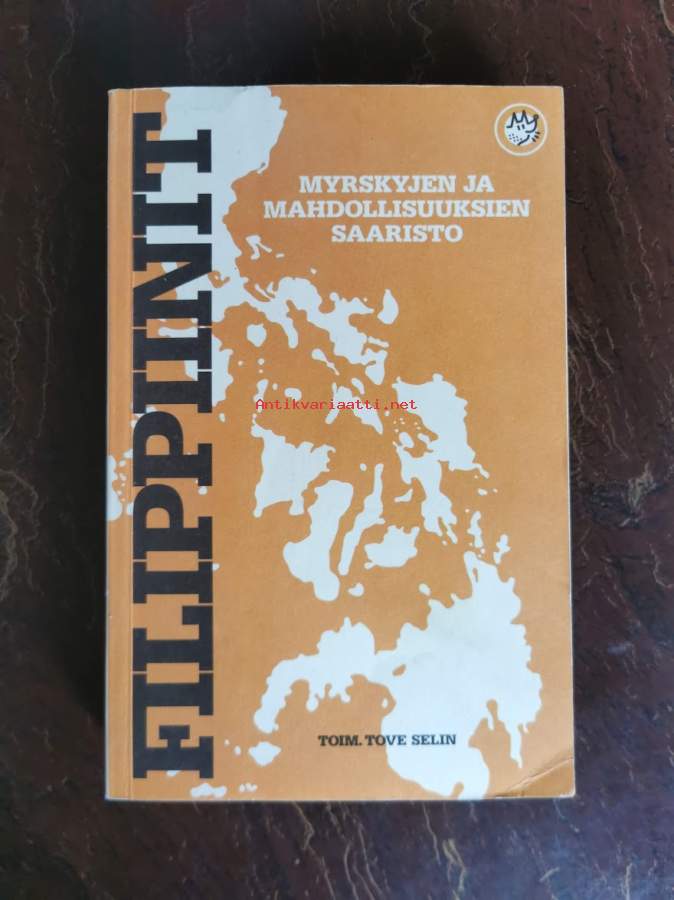 FILIPPIINIT
MYRSKYJEN JA
MAHDOLLISUUKSIEN
SAARISTO
Antikvariaatti.net
TOIM. TOVE SELIN